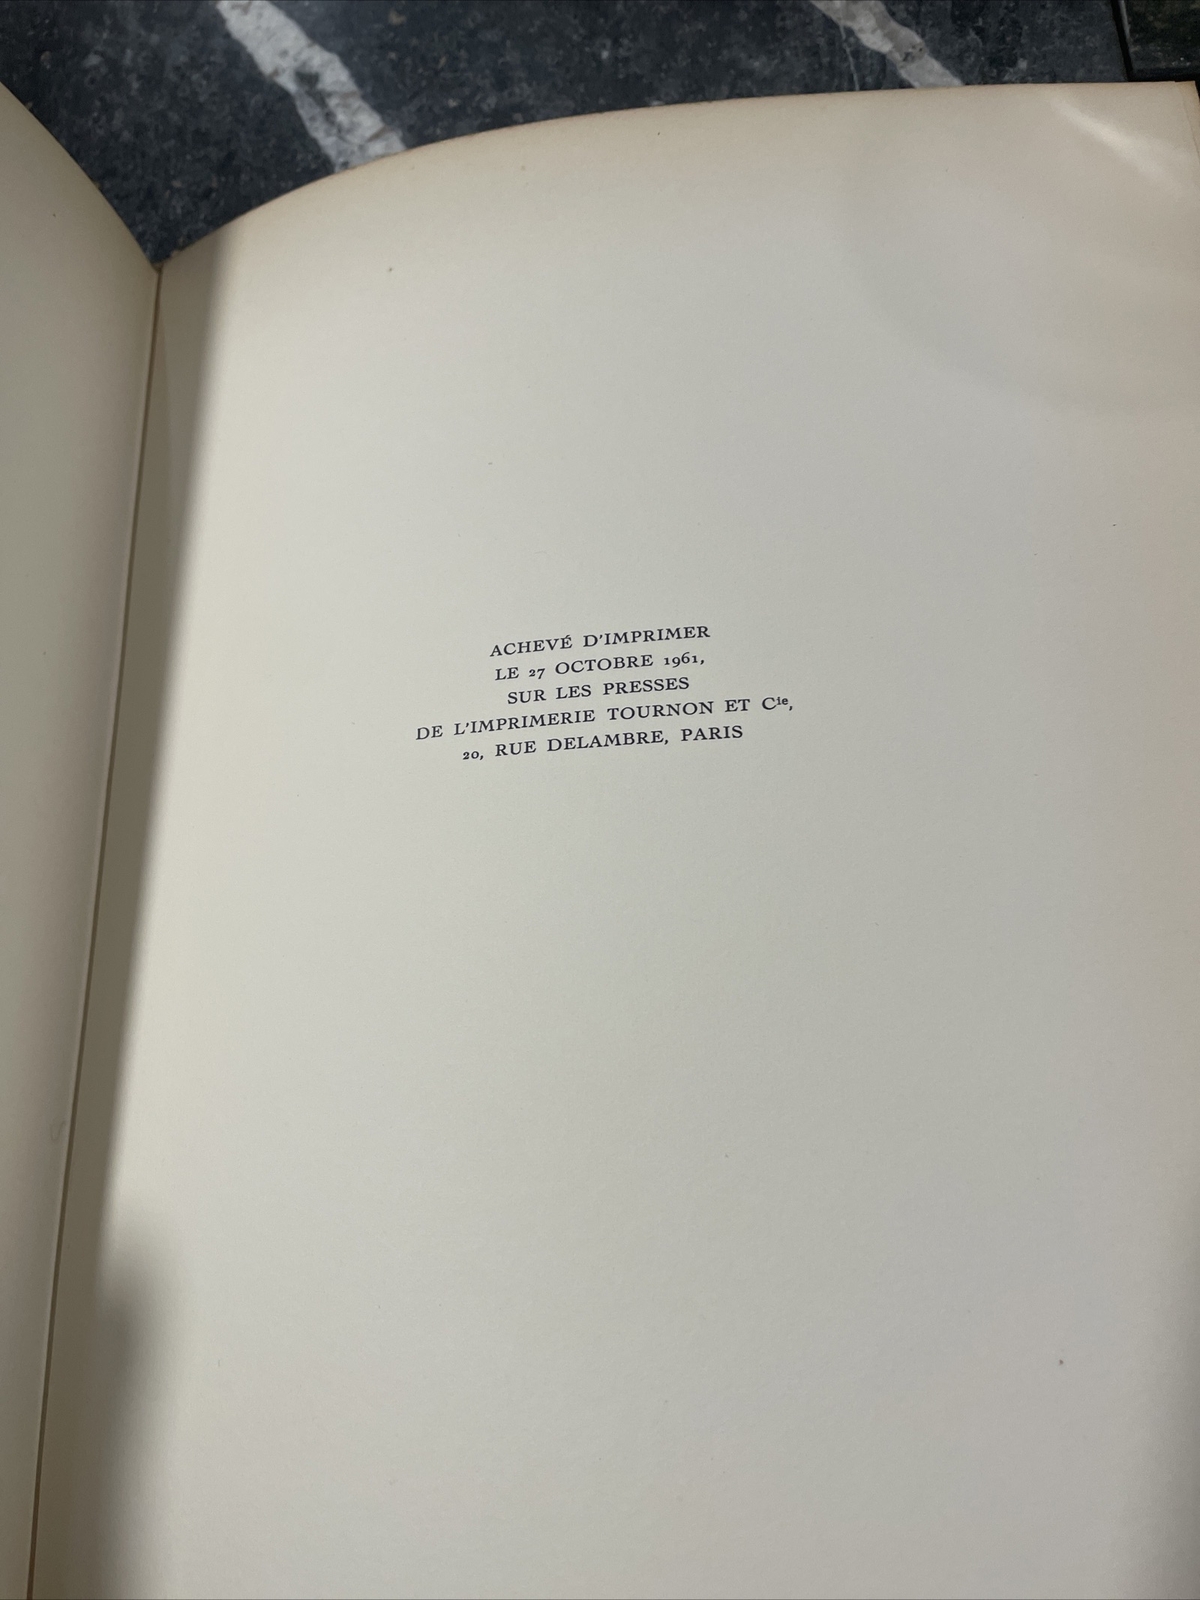 ACHEVÉ D'IMPRIMER
LE 27 OCTOBRE 1961,
SUR LES PRESSES
DE L'IMPRIMERIE TOURNON ET Cie,
20, RUE DELAMBRE, PARIS